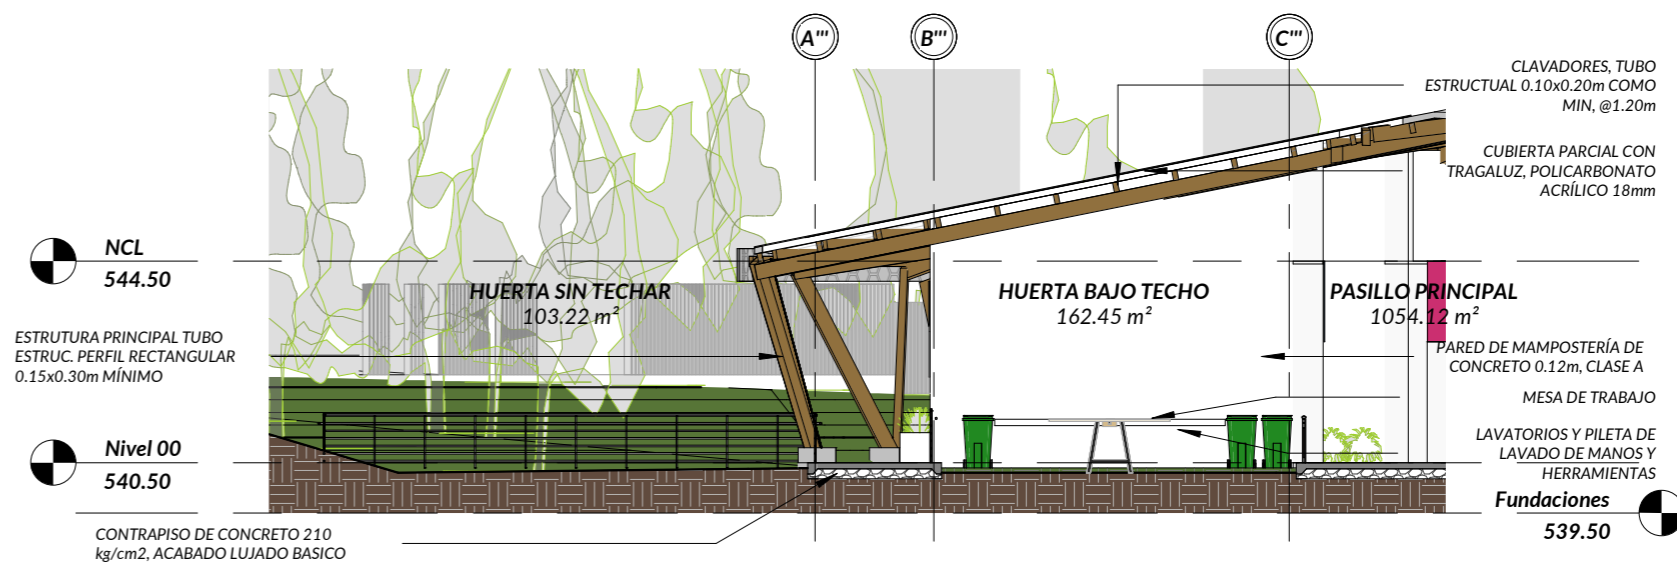 A'''
B'''
C'''
CLAVADORES, TUBO
ESTRUCTUAL 0.10x0.20m COMO
MIN, @1.20m
CUBIERTA PARCIAL CON
TRAGALUZ, POLICARBONATO
ACRÍLICO 18mm
NCL
544.50
HUERTA SIN TECHAR
103.22 m²
HUERTA BAJO TECHO
162.45 m²
PASILLO PRINCIPAL
1054.12 m²
ESTRUTURA PRINCIPAL TUBO
ESTRUC. PERFIL RECTANGULAR
0.15x0.30m MÍNIMO
PARED DE MAMPOSTERÍA DE
CONCRETO 0.12m, CLASE A
MESA DE TRABAJO
LAVATORIOS Y PILETA DE
LAVADO DE MANOS Y
HERRAMIENTAS
Nivel 00
540.50
Fundaciones
539.50
CONTRAPISO DE CONCRETO 210
kg/cm2, ACABADO LUJADO BASICO